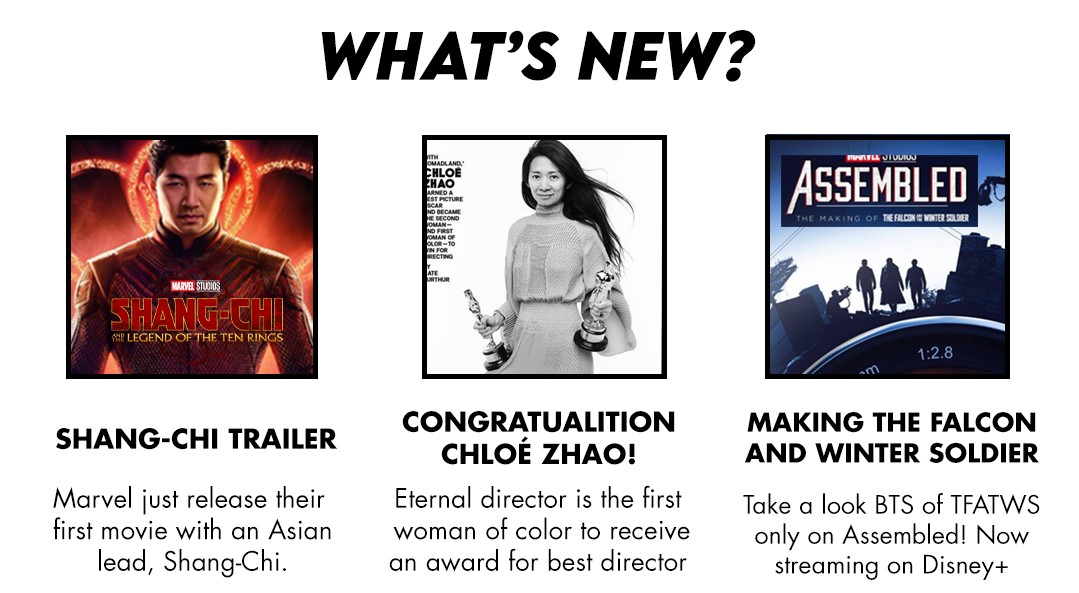 WHAT'S NEW?
MARVEL STUDIOS
SHANG-CHI
AND THE LEGEND OF THE TEN RINGS
SHANG-CHI TRAILER
Marvel just release their
first movie with an Asian
lead, Shang-Chi.
ITH
OMADLAND,'
CHLOÉ
ZHAO
ARNED A
EST PICTURE
SCAR
ND BECAME
HE SECOND
OMAN—
ND FIRST
OMAN OF
OLOR—TO
IN FOR
IRECTING
Y
ATE
URTHUR
CONGRATUALITION
CHLOÉ ZHAO!
Eternal director is the first
woman of color to receive
an award for best director
MARVEL STUDIOS
ASSEMBLED
THE MAKING OF THE FALCON AND THE WINTER SOLDIER
1:2.8
mm
MAKING THE FALCON
AND WINTER SOLDIER
Take a look BTS of TFATWS
only on Assembled! Now
streaming on Disney+